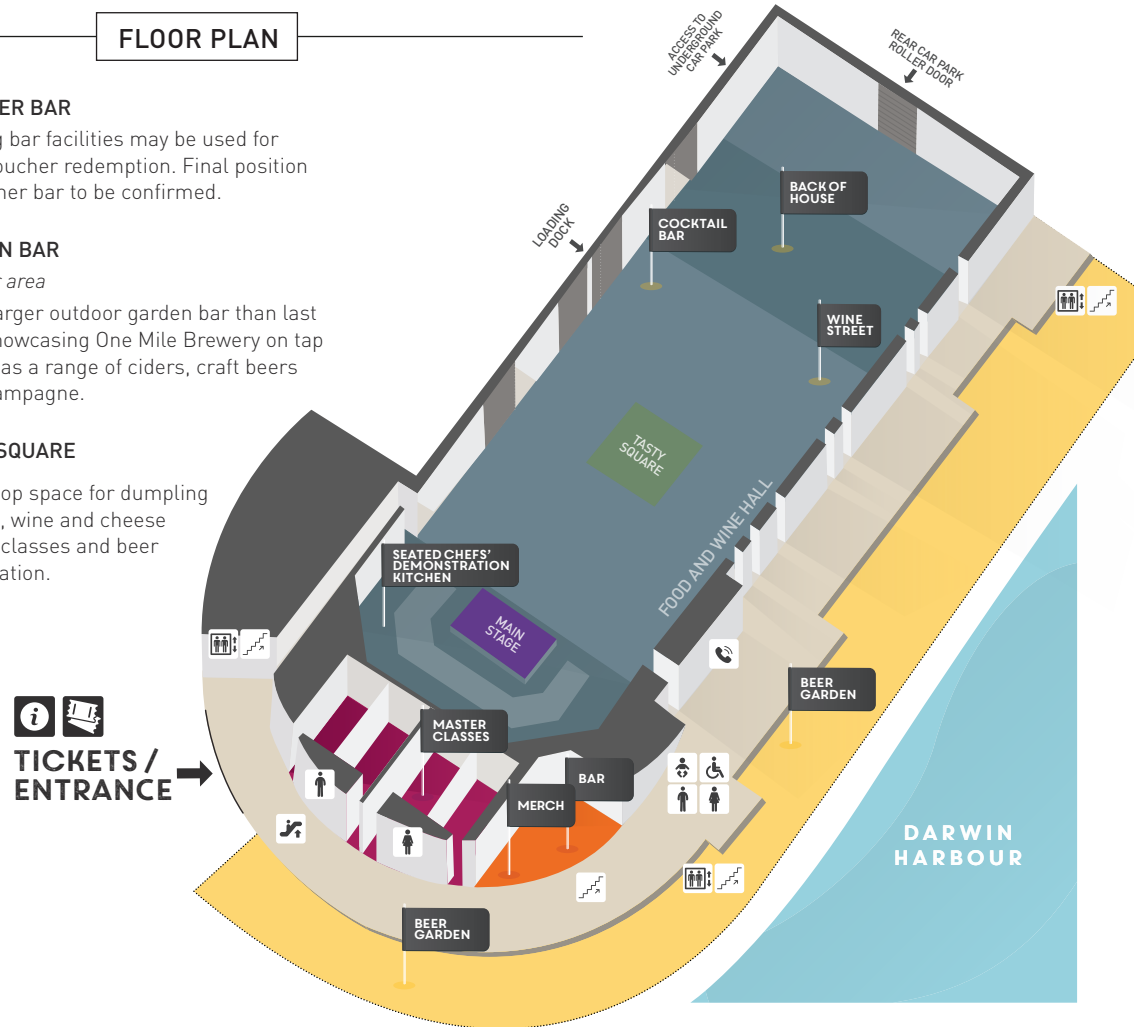 FLOOR PLAN
ER BAR
g bar facilities may be used for
oucher redemption. Final position
her bar to be confirmed.
N BAR
r area
arger outdoor garden bar than last
howcasing One Mile Brewery on tap
as a range of ciders, craft beers
ampagne.
SQUARE
op space for dumpling
, wine and cheese
classes and beer
ation.
TICKETS /
ENTRANCE
ACCESS TO
UNDERGROUND
CAR PARK
REAR CAR PARK
ROLLER DOOR
LOADING
DOCK
BACK OF
HOUSE
COCKTAIL
BAR
WINE
STREET
TASTY
SQUARE
FOOD AND WINE HALL
SEATED CHEFS'
DEMONSTRATION
KITCHEN
MAIN
STAGE
BEER
GARDEN
MASTER
CLASSES
BAR
MERCH
DARWIN
HARBOUR
BEER
GARDEN